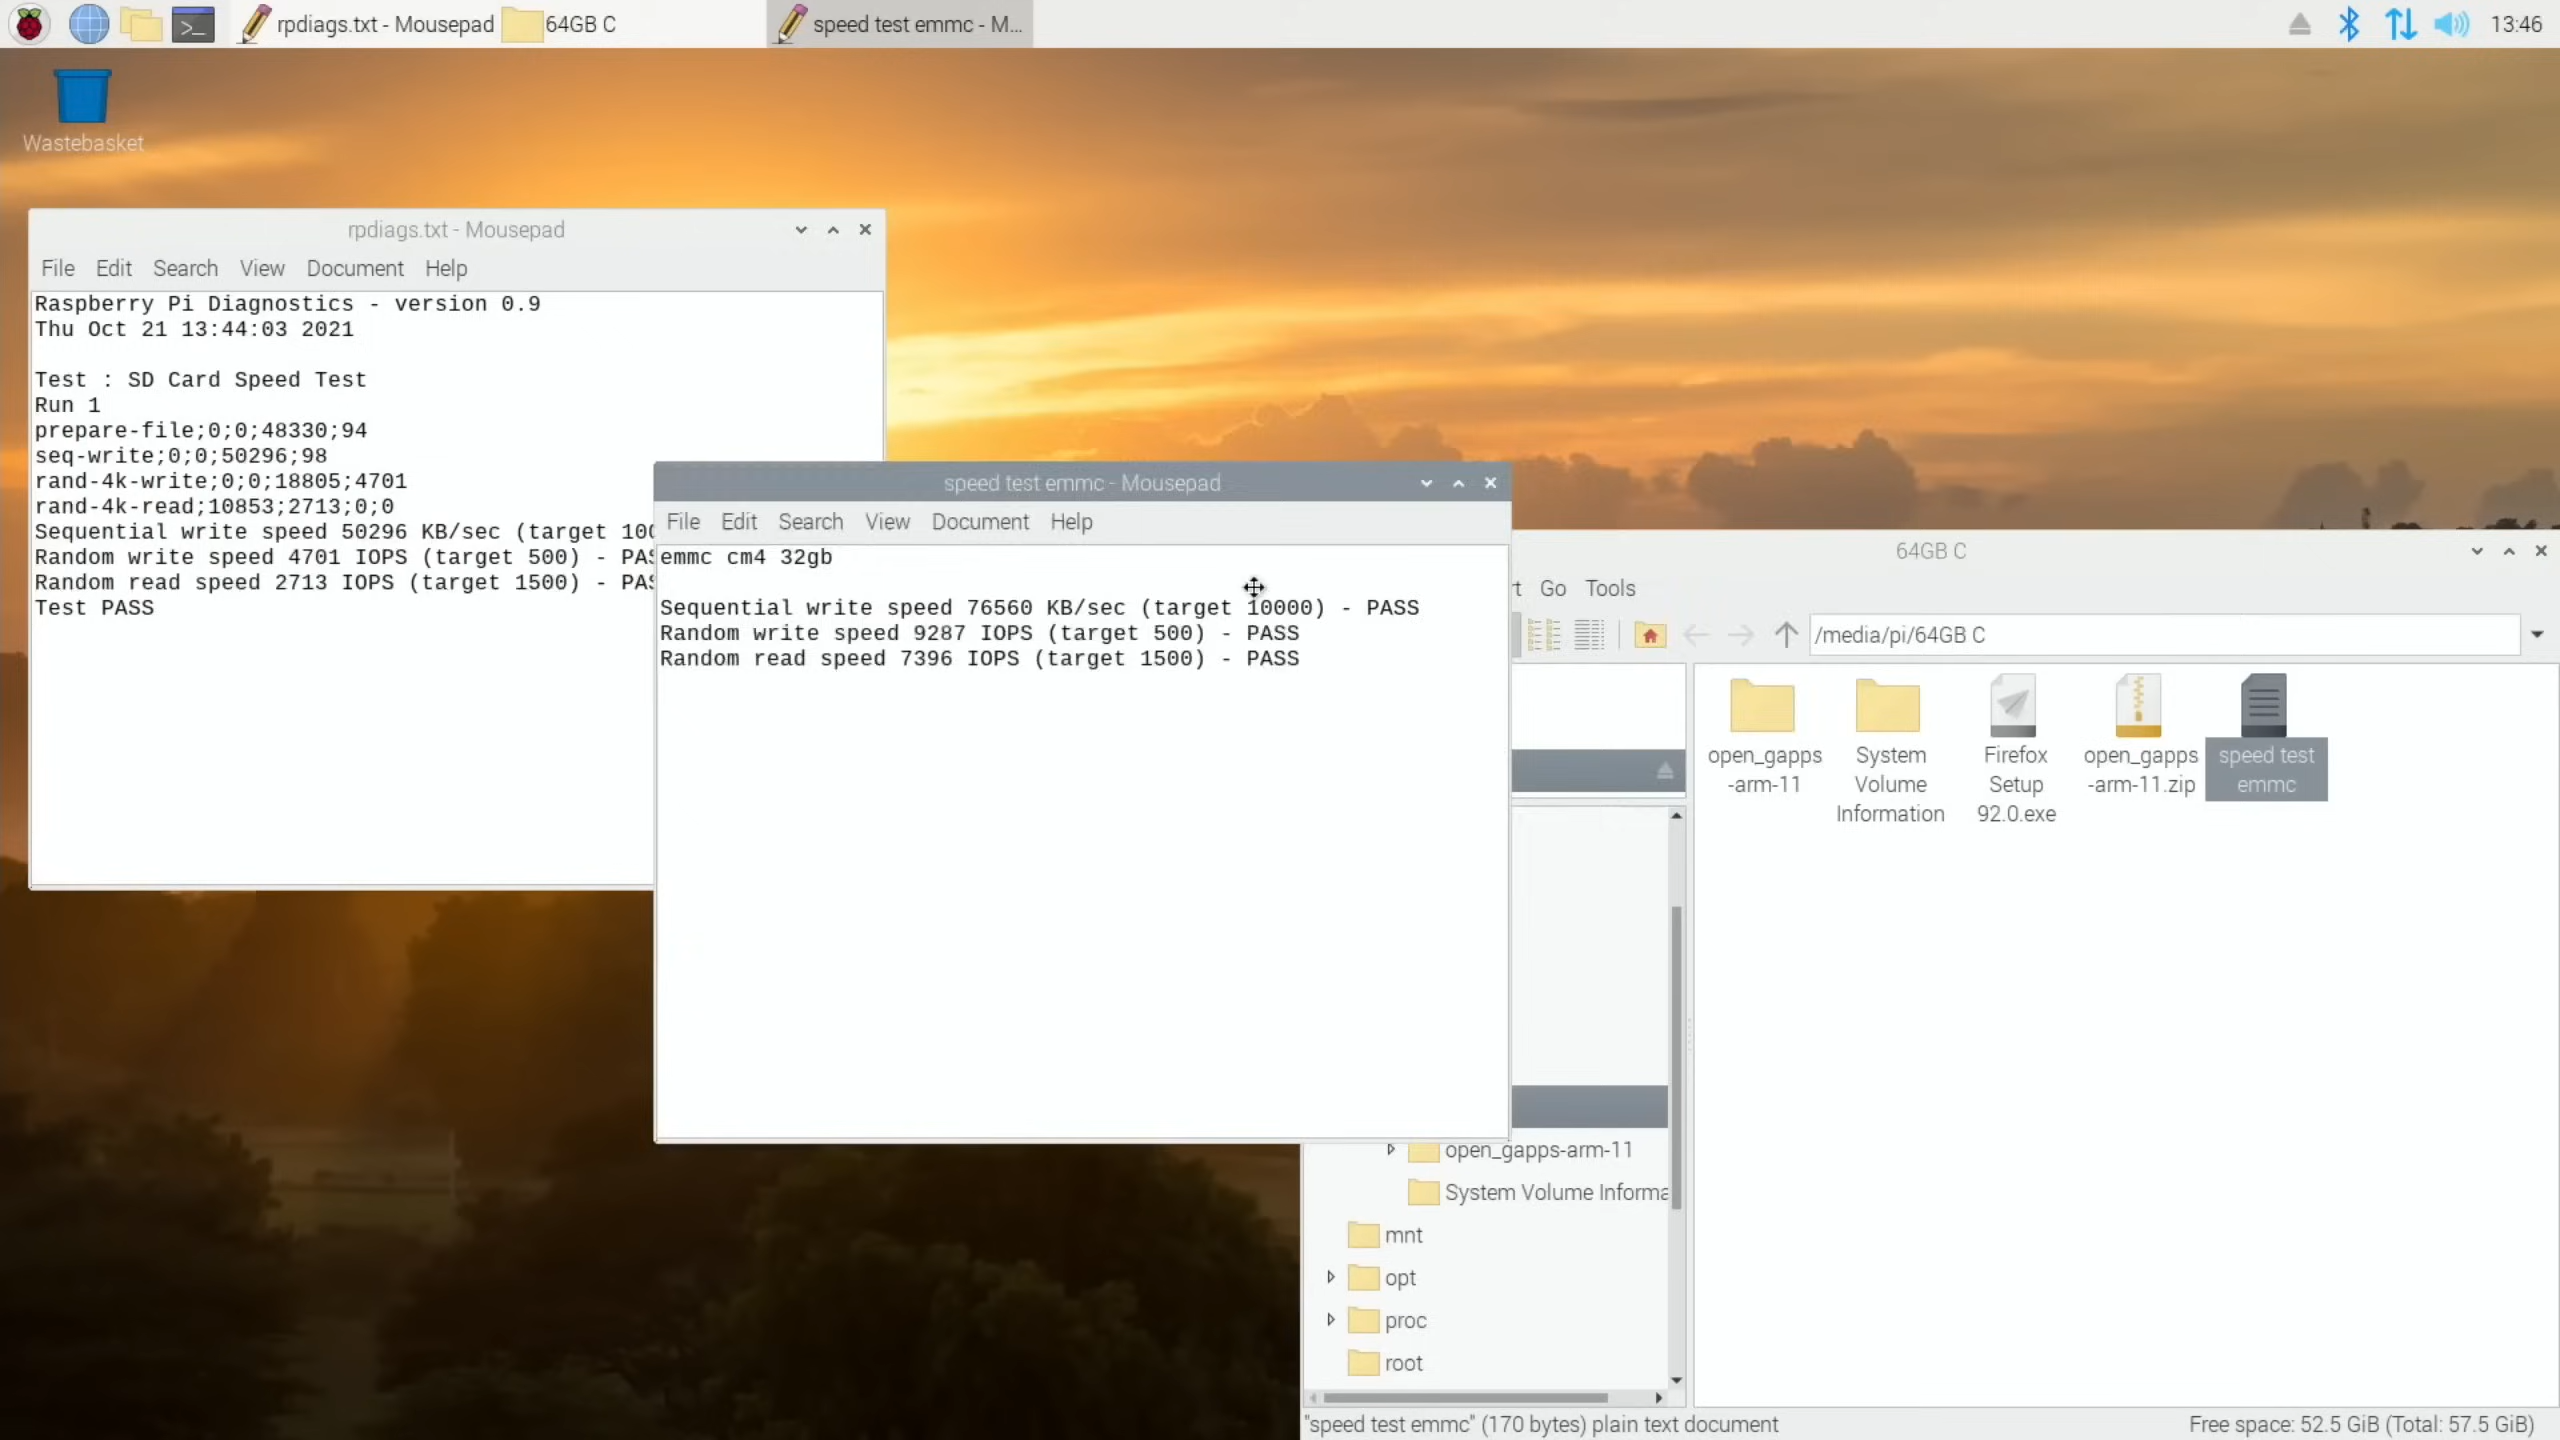 rpdiags.txt - Mousepad
64GB C
speed test emmc - M...
13:46
Wastebasket
rpdiags.txt - Mousepad
File Edit Search View Document Help
Raspberry Pi Diagnostics - version 0.9
Thu Oct 21 13:44:03 2021
Test : SD Card Speed Test
Run 1
prepare-file;0;0;48330;94
seq-write;0;0;50296;98
rand-4k-write;0;0;18805;4701
rand-4k-read;10853;2713;0;0
Sequential write speed 50296 KB/sec (target 100
Random write speed 4701 IOPS (target 500) - PAS
Random read speed 2713 IOPS (target 1500) - PAS
Test PASS
speed test emmc - Mousepad
File Edit Search View Document Help
emmc cm4 32gb
Sequential write speed 76560 KB/sec (target 10000) - PASS
Random write speed 9287 IOPS (target 500) - PASS
Random read speed 7396 IOPS (target 1500) - PASS
64GB C
Go Tools
/media/pi/64GB C
open_gapps
-arm-11
System
Volume
Information
Firefox
Setup
92.0.exe
open_gapps
-arm-11.zip
speed test
emmc
open_gapps-arm-11
System Volume Informa
mnt
opt
proc
root
"speed test emmc" (170 bytes) plain text document
Free space: 52.5 GiB (Total: 57.5 GiB)